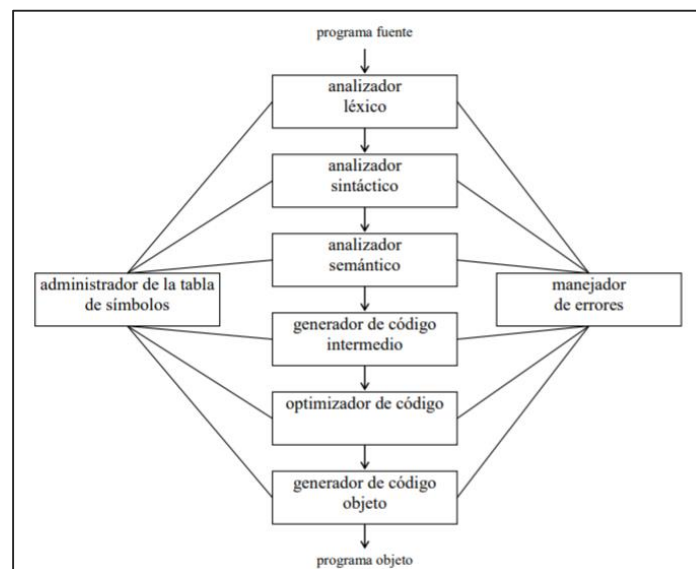 programa fuente
analizador
léxico
analizador
sintáctico
analizador
semántico
administrador de la tabla
de símbolos
manejador
de errores
generador de código
intermedio
optimizador de código
generador de código
objeto
programa objeto